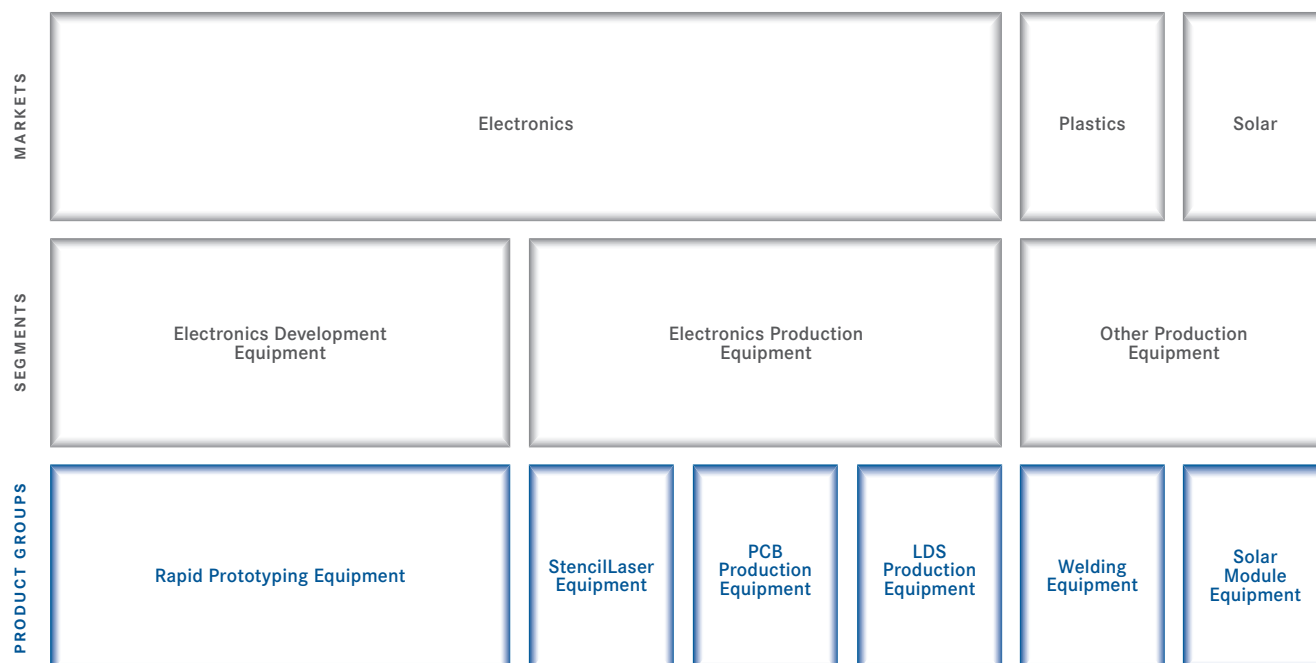 MARKETS
Electronics
Plastics
Solar
SEGMENTS
Electronics Development
Equipment
Electronics Production
Equipment
Other Production
Equipment
PRODUCT GROUPS
Rapid Prototyping Equipment
StencilLaser
Equipment
PCB
Production
Equipment
LDS
Production
Equipment
Welding
Equipment
Solar
Module
Equipment